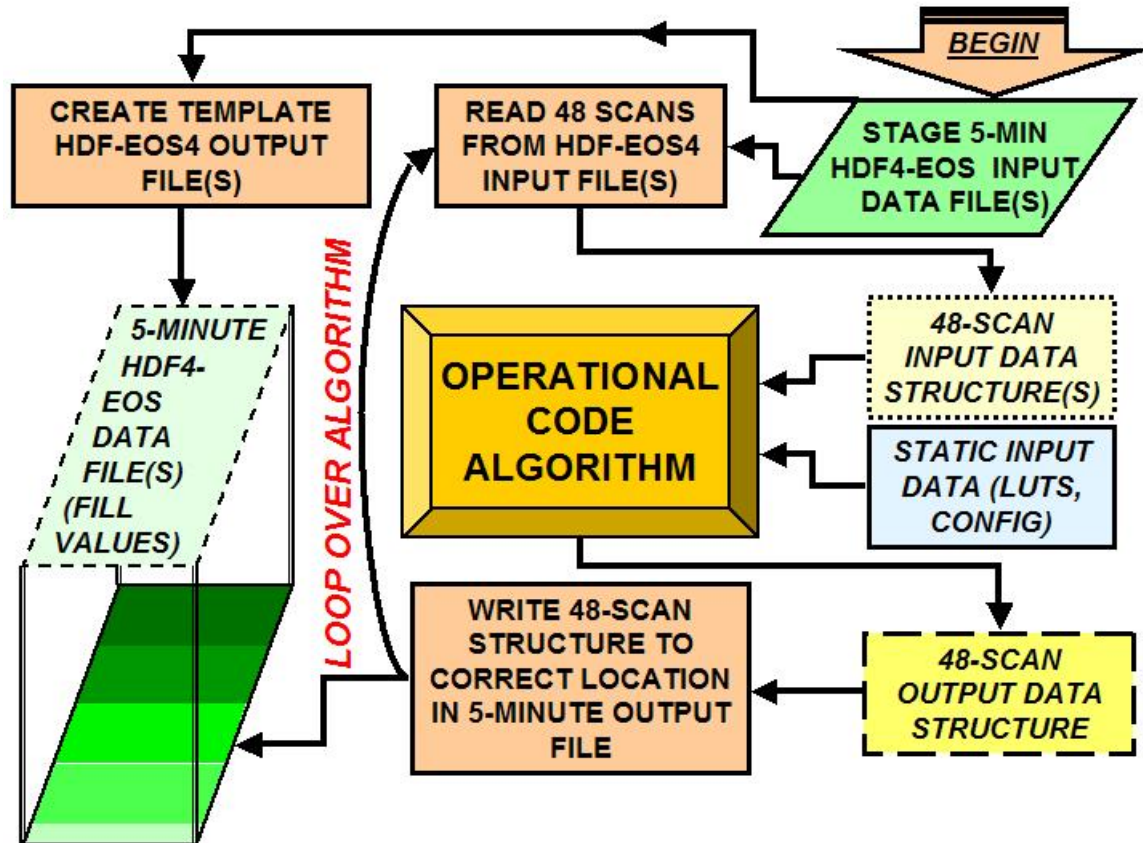 BEGIN
STAGE 5-MIN
HDF4-EOS INPUT
DATA FILE(S)
CREATE TEMPLATE
HDF-EOS4 OUTPUT
FILE(S)
READ 48 SCANS
FROM HDF-EOS4
INPUT FILE(S)
5-MINUTE
HDF4-
EOS
DATA
FILE(S)
(FILL
VALUES)
LOOP OVER ALGORITHM
OPERATIONAL
CODE
ALGORITHM
48-SCAN
INPUT DATA
STRUCTURE(S)
STATIC INPUT
DATA (LUTS,
CONFIG)
WRITE 48-SCAN
STRUCTURE TO
CORRECT LOCATION
IN 5-MINUTE OUTPUT
FILE
48-SCAN
OUTPUT DATA
STRUCTURE